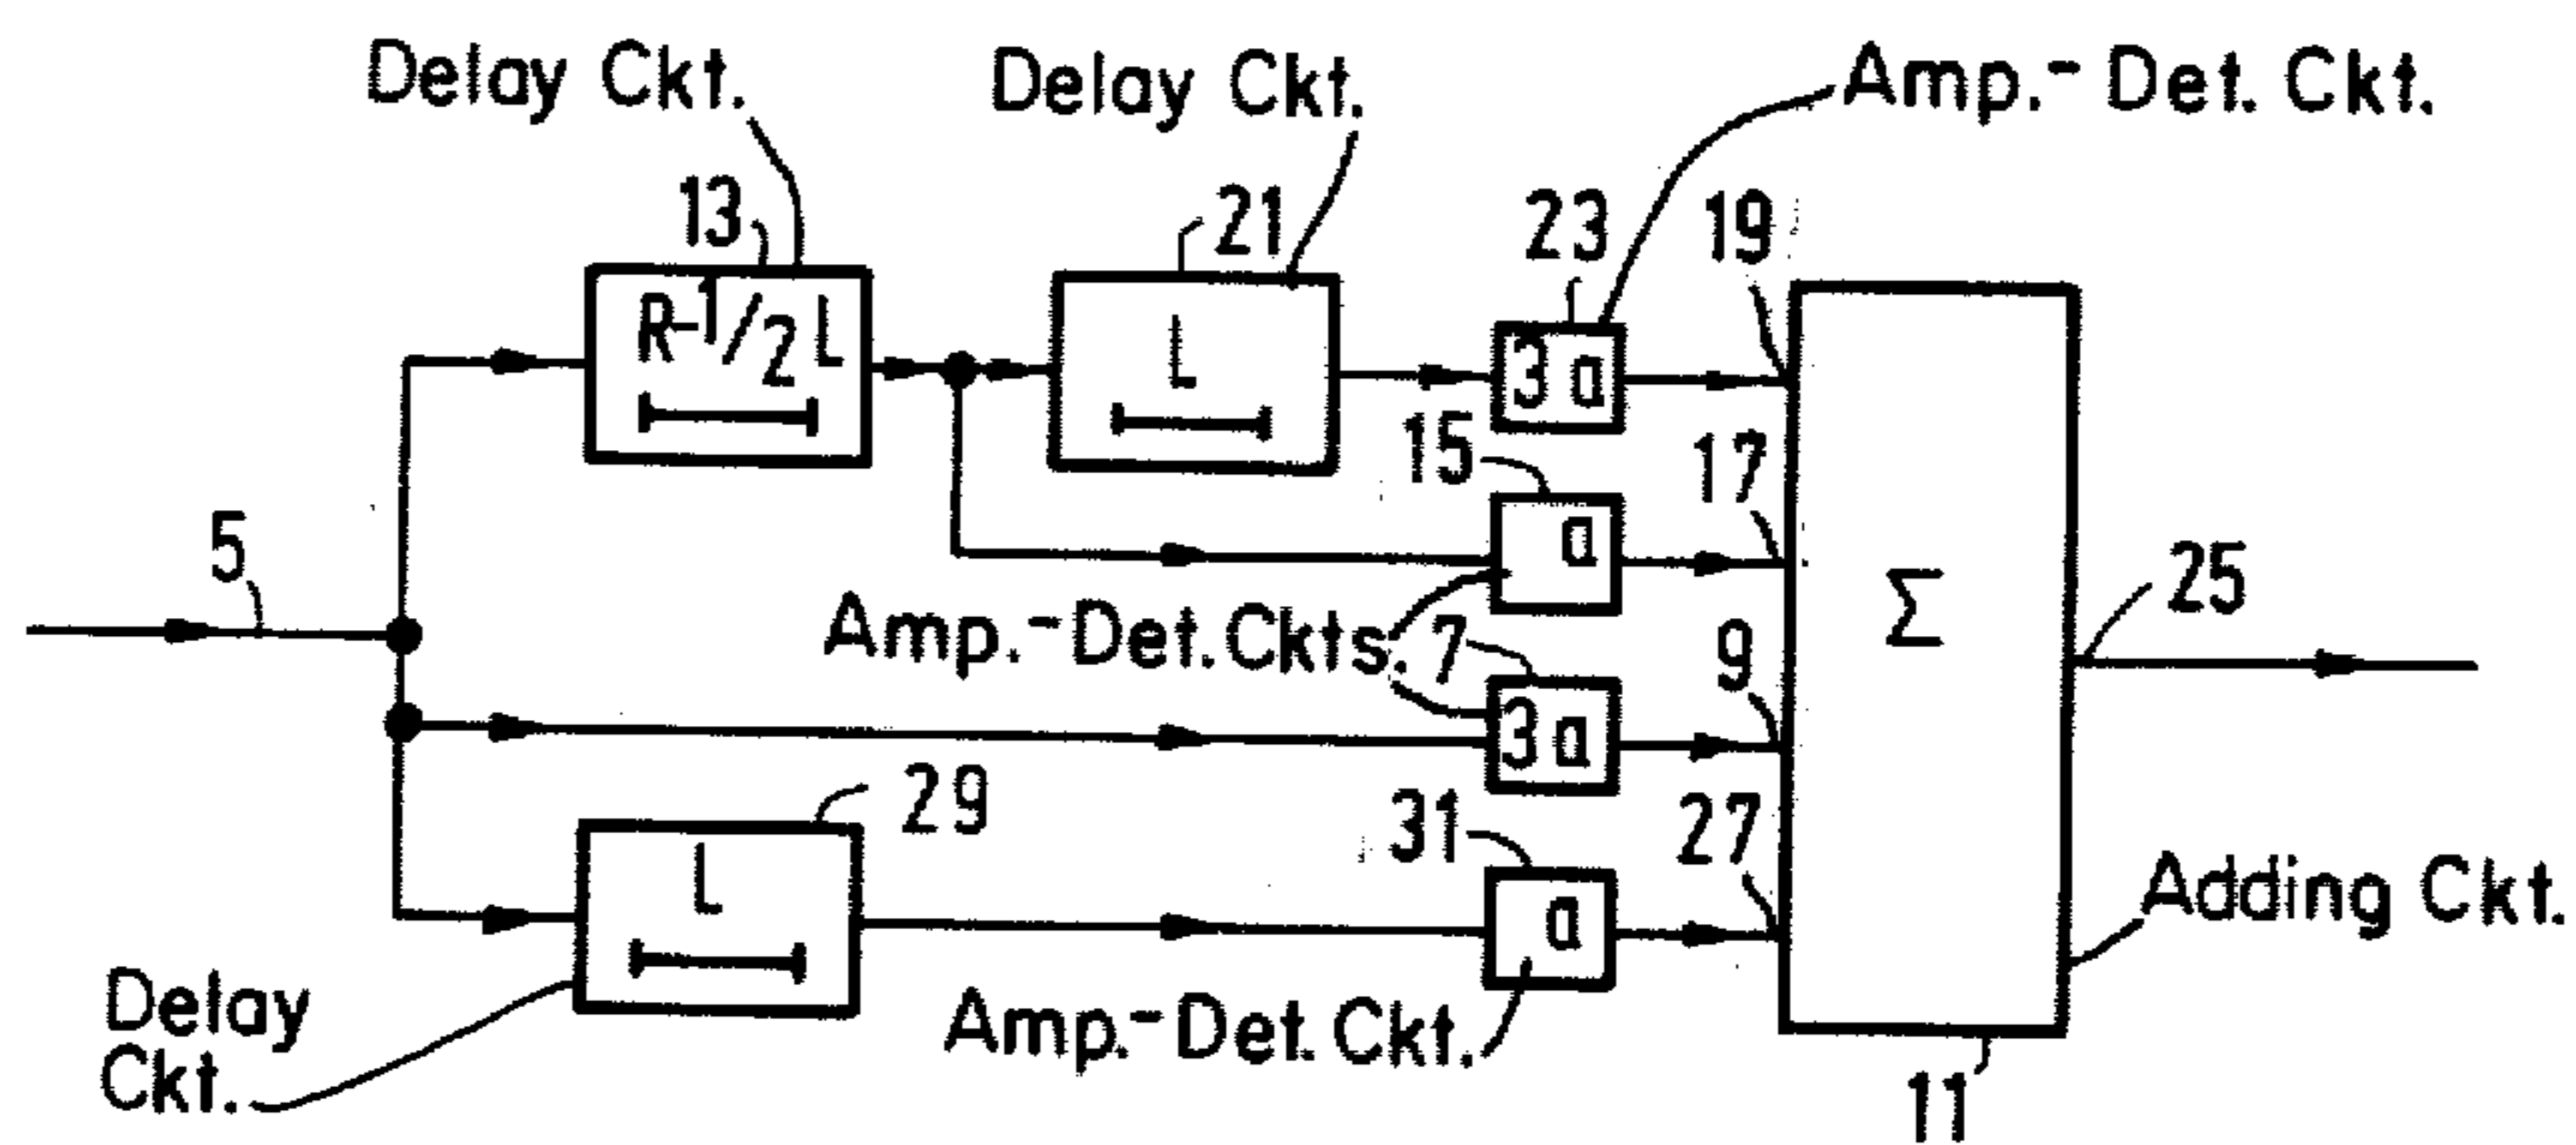 Delay Ckt.
Delay Ckt.
Amp.-Det. Ckt.
13
21
23
19
R-1/2 L
L
3a
15
17
5
a
Σ
25
Amp.-Det. Ckts.
7
9
3a
29
31
27
L
a
Adding Ckt.
Delay
Ckt.
Amp.-Det. Ckt.
11